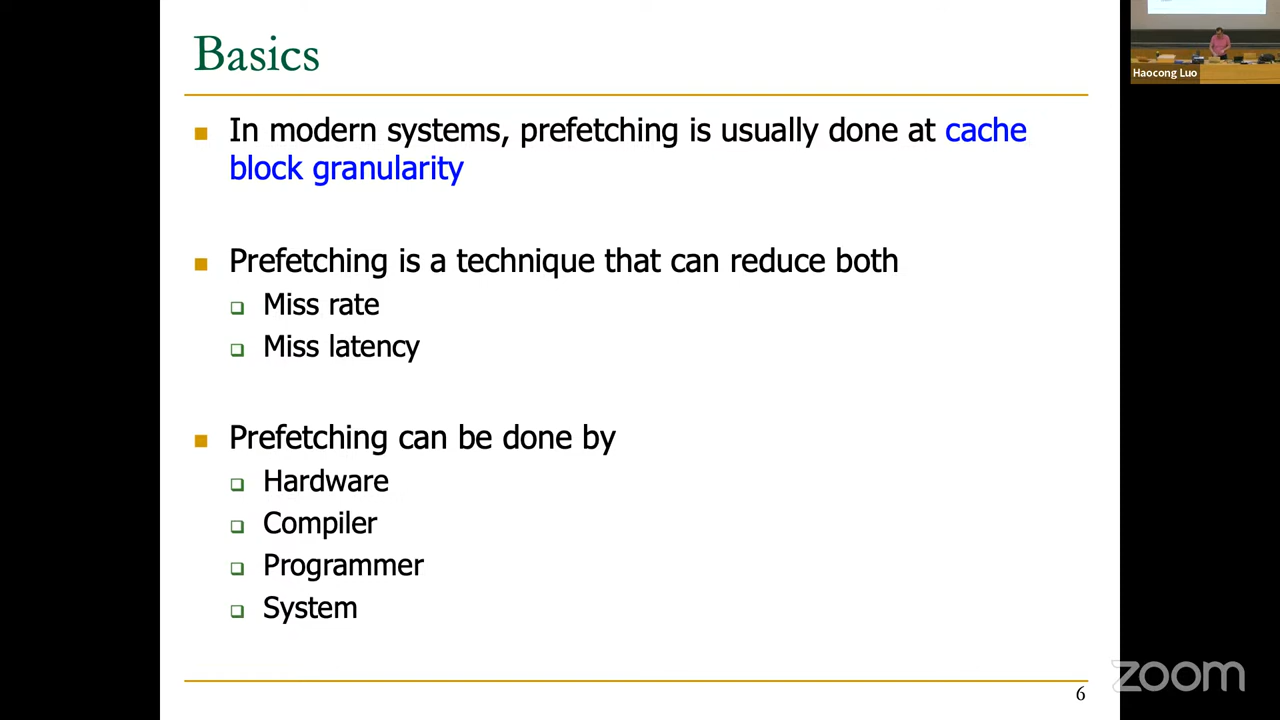 Basics
In modern systems, prefetching is usually done at cache
block granularity
Prefetching is a technique that can reduce both
Miss rate
Miss latency
Prefetching can be done by
Hardware
Compiler
Programmer
System
6
Haocong Luo
zoom